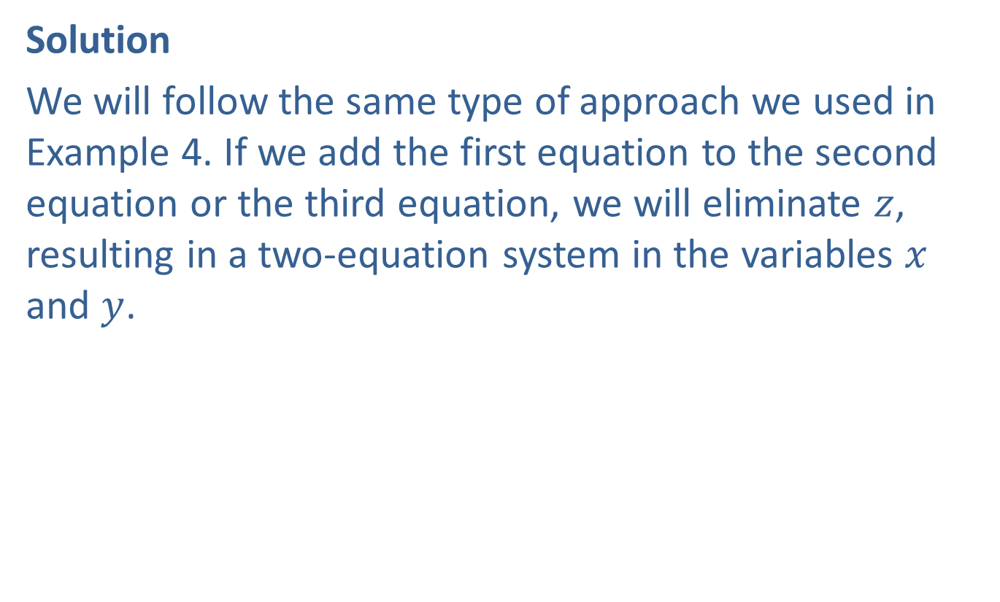 Solution
We will follow the same type of approach we used in
Example 4. If we add the first equation to the second
equation or the third equation, we will eliminate z,
resulting in a two-equation system in the variables x
and y.